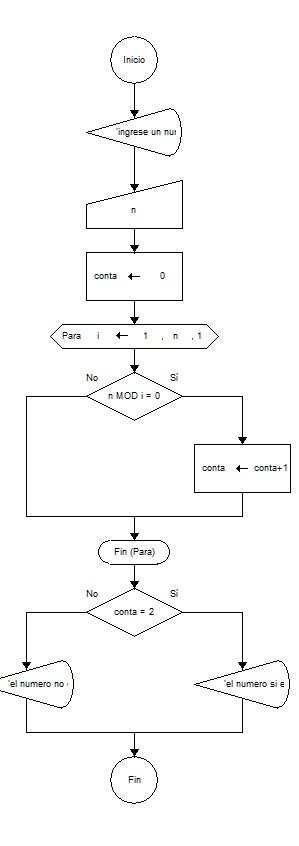 Inicio
'ingrese un nu
n
conta ← 0
Para i ← 1 , n , 1
No Sí
n MOD i = 0
conta ← conta+1
Fin (Para)
No Sí
conta = 2
'el numero no
'el numero si e
Fin